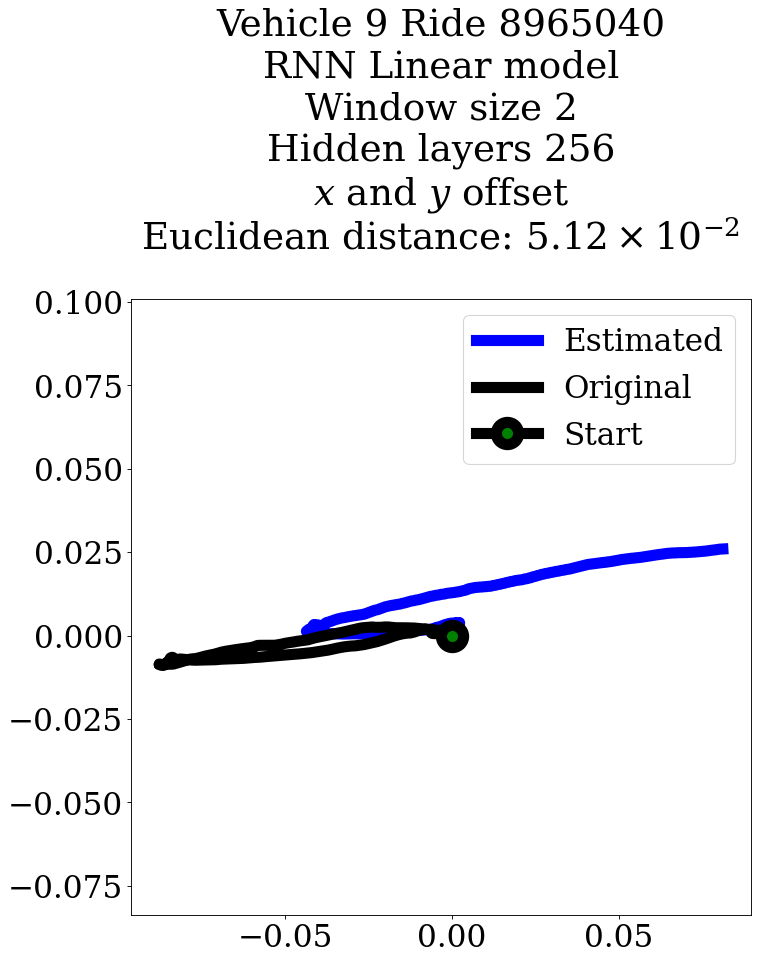 Vehicle 9 Ride 8965040
RNN Linear model
Window size 2
Hidden layers 256
x and y offset
Euclidean distance: 5.12 × 10⁻²
0.100
0.075
0.050
0.025
0.000
−0.025
−0.050
−0.075
Estimated
Original
Start
−0.05 0.00 0.05